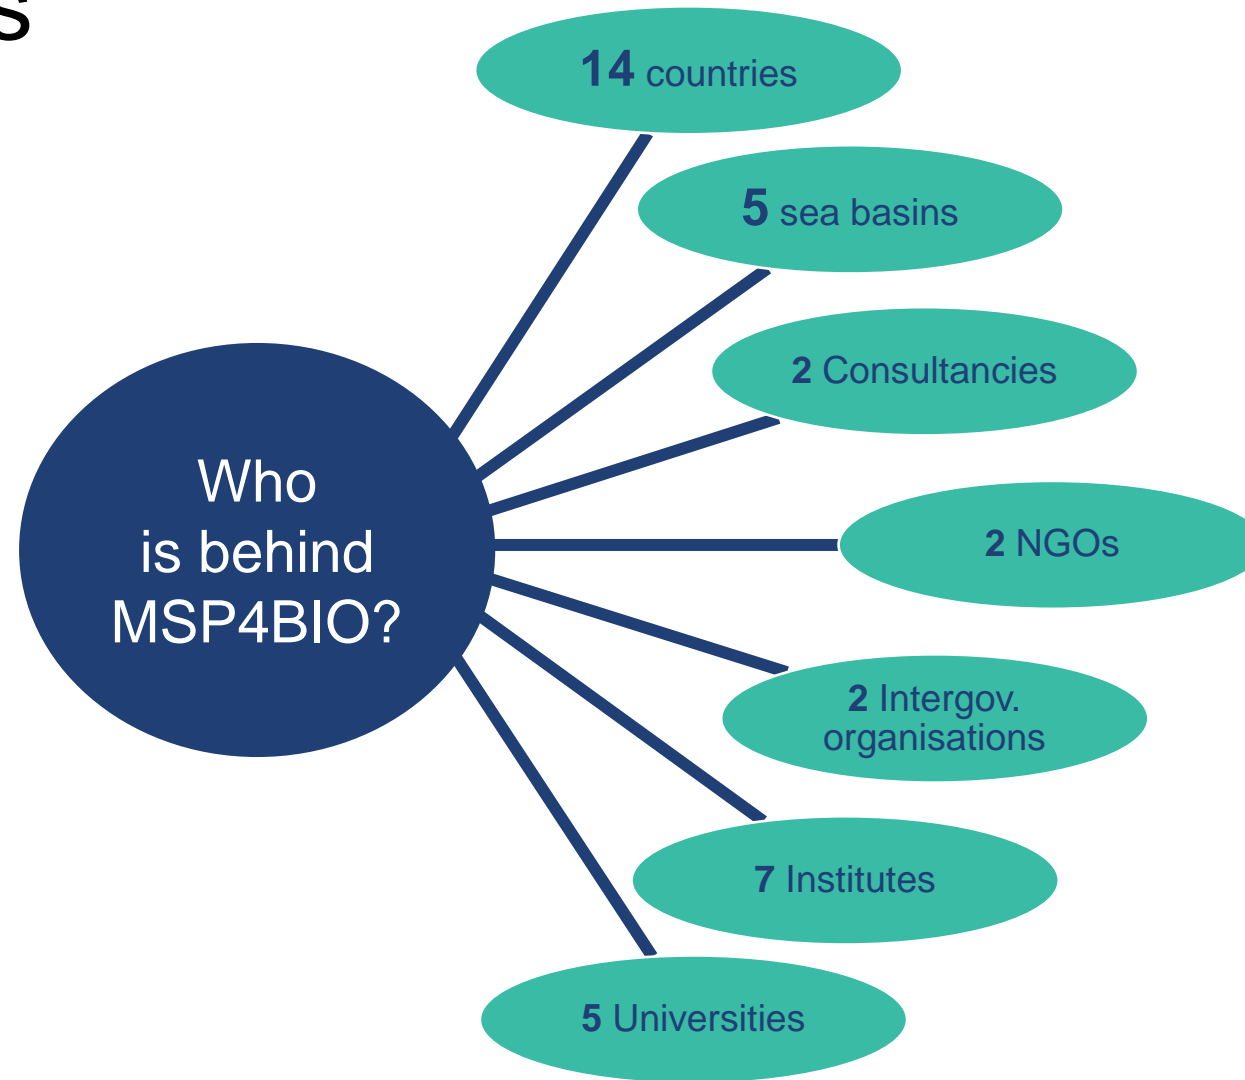 s
14 countries
5 sea basins
2 Consultancies
Who
is behind
MSP4BIO?
2 NGOs
2 Intergov.
organisations
7 Institutes
5 Universities